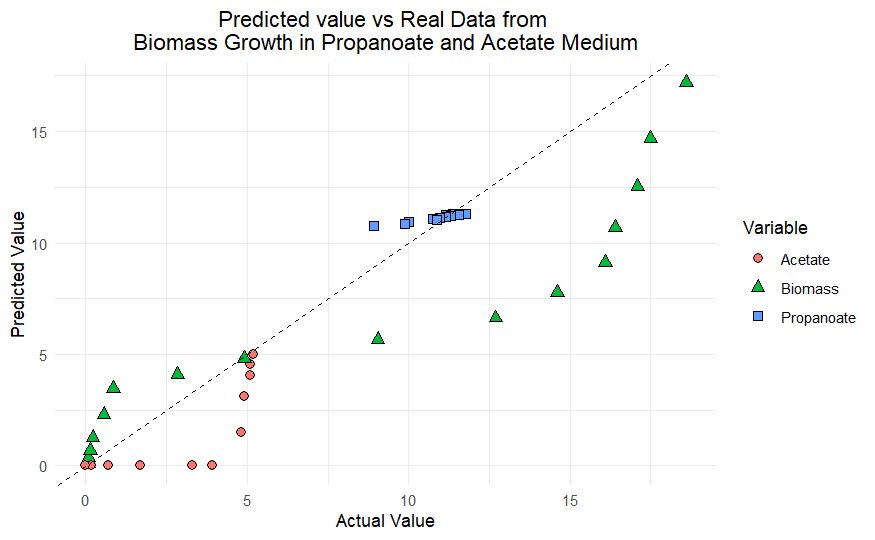 Predicted value vs Real Data from
Biomass Growth in Propanoate and Acetate Medium
Predicted Value
15
10
5
0
0 5 10 15
Actual Value
Variable
Acetate
Biomass
Propanoate